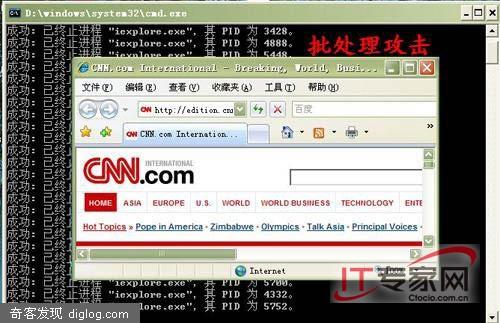 D:\windows\system32\cmd.exe
成功: 已终止进程 "iexplore.exe", 其 PID 为 3428。
成功: 已终止进程 "iexplore.exe", 其 PID 为 4888。
成功: 已终止进程 "iexplore.exe", 其 PID 为 5448。
批处理攻击
CNN.com International - Breaking, World, Busi...
文件(F) 编辑(E) 查看(V) 收藏夹(A) 工具(T) 帮助(H)
CNN http://edition.cnn 百度
CNN CNN.com Internation...
CNN.com INTERNATIONAL
HOME ASIA EUROPE U.S. WORLD WORLD BUSINESS TECHNOLOGY ENTE
Hot Topics » Pope in America • Zimbabwe • Olympics • Talk Asia • Principal Voices •
Internet
成功: 已终止进程 "iexplore.exe", 其 PID 为 5700。
成功: 已终止进程 "iexplore.exe", 其 PID 为 4332。
成功: 已终止进程 "iexplore.exe", 其 PID 为 5752。
IT专家网
Ctocio.com.cn
奇客发现 diglog.com